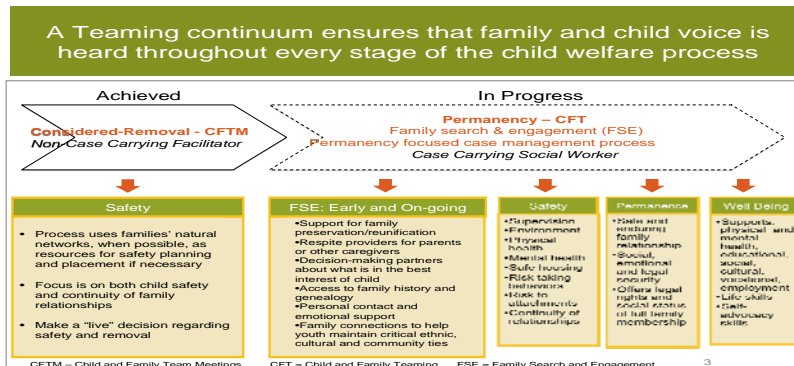 A Teaming continuum ensures that family and child voice is
heard throughout every stage of the child welfare process
Achieved
In Progress
Considered-Removal - CFTM
Non-Case Carrying Facilitator
Permanency – CFT
Family search & engagement (FSE)
Permanency focused case management process
Case Carrying Social Worker
Safety
• Process uses families' natural
networks, when possible, as
resources for safety planning
and placement if necessary
• Focus is on both child safety
and continuity of family
relationships
• Make a "live" decision regarding
safety and removal
FSE: Early and On-going
•Support for family
preservation/reunification
•Respite providers for parents
or other caregivers
•Decision-making partners
about what is in the best
interest of child
•Access to family history and
genealogy
•Personal contact and
emotional support
•Family connections to help
youth maintain critical ethnic,
cultural and community ties
Safety
•Supervision
•Environment
•Physical
health
•Mental health
•Safe housing
•Risk taking
behaviors
•Risk to
attachments
•Continuity of
relationships
Permanence
•Safe and
enduring
family
relationship
•Social,
emotional
and legal
security
•Offers legal
rights and
social status
of full family
membership
Well Being
•Supports,
physical and
mental
health,
educational,
social,
cultural,
vocational,
employment
•Life skills
•Self-
advocacy
skills
CFTM – Child and Family Team Meetings
CFT = Child and Family Teaming
FSE = Family Search and Engagement
3